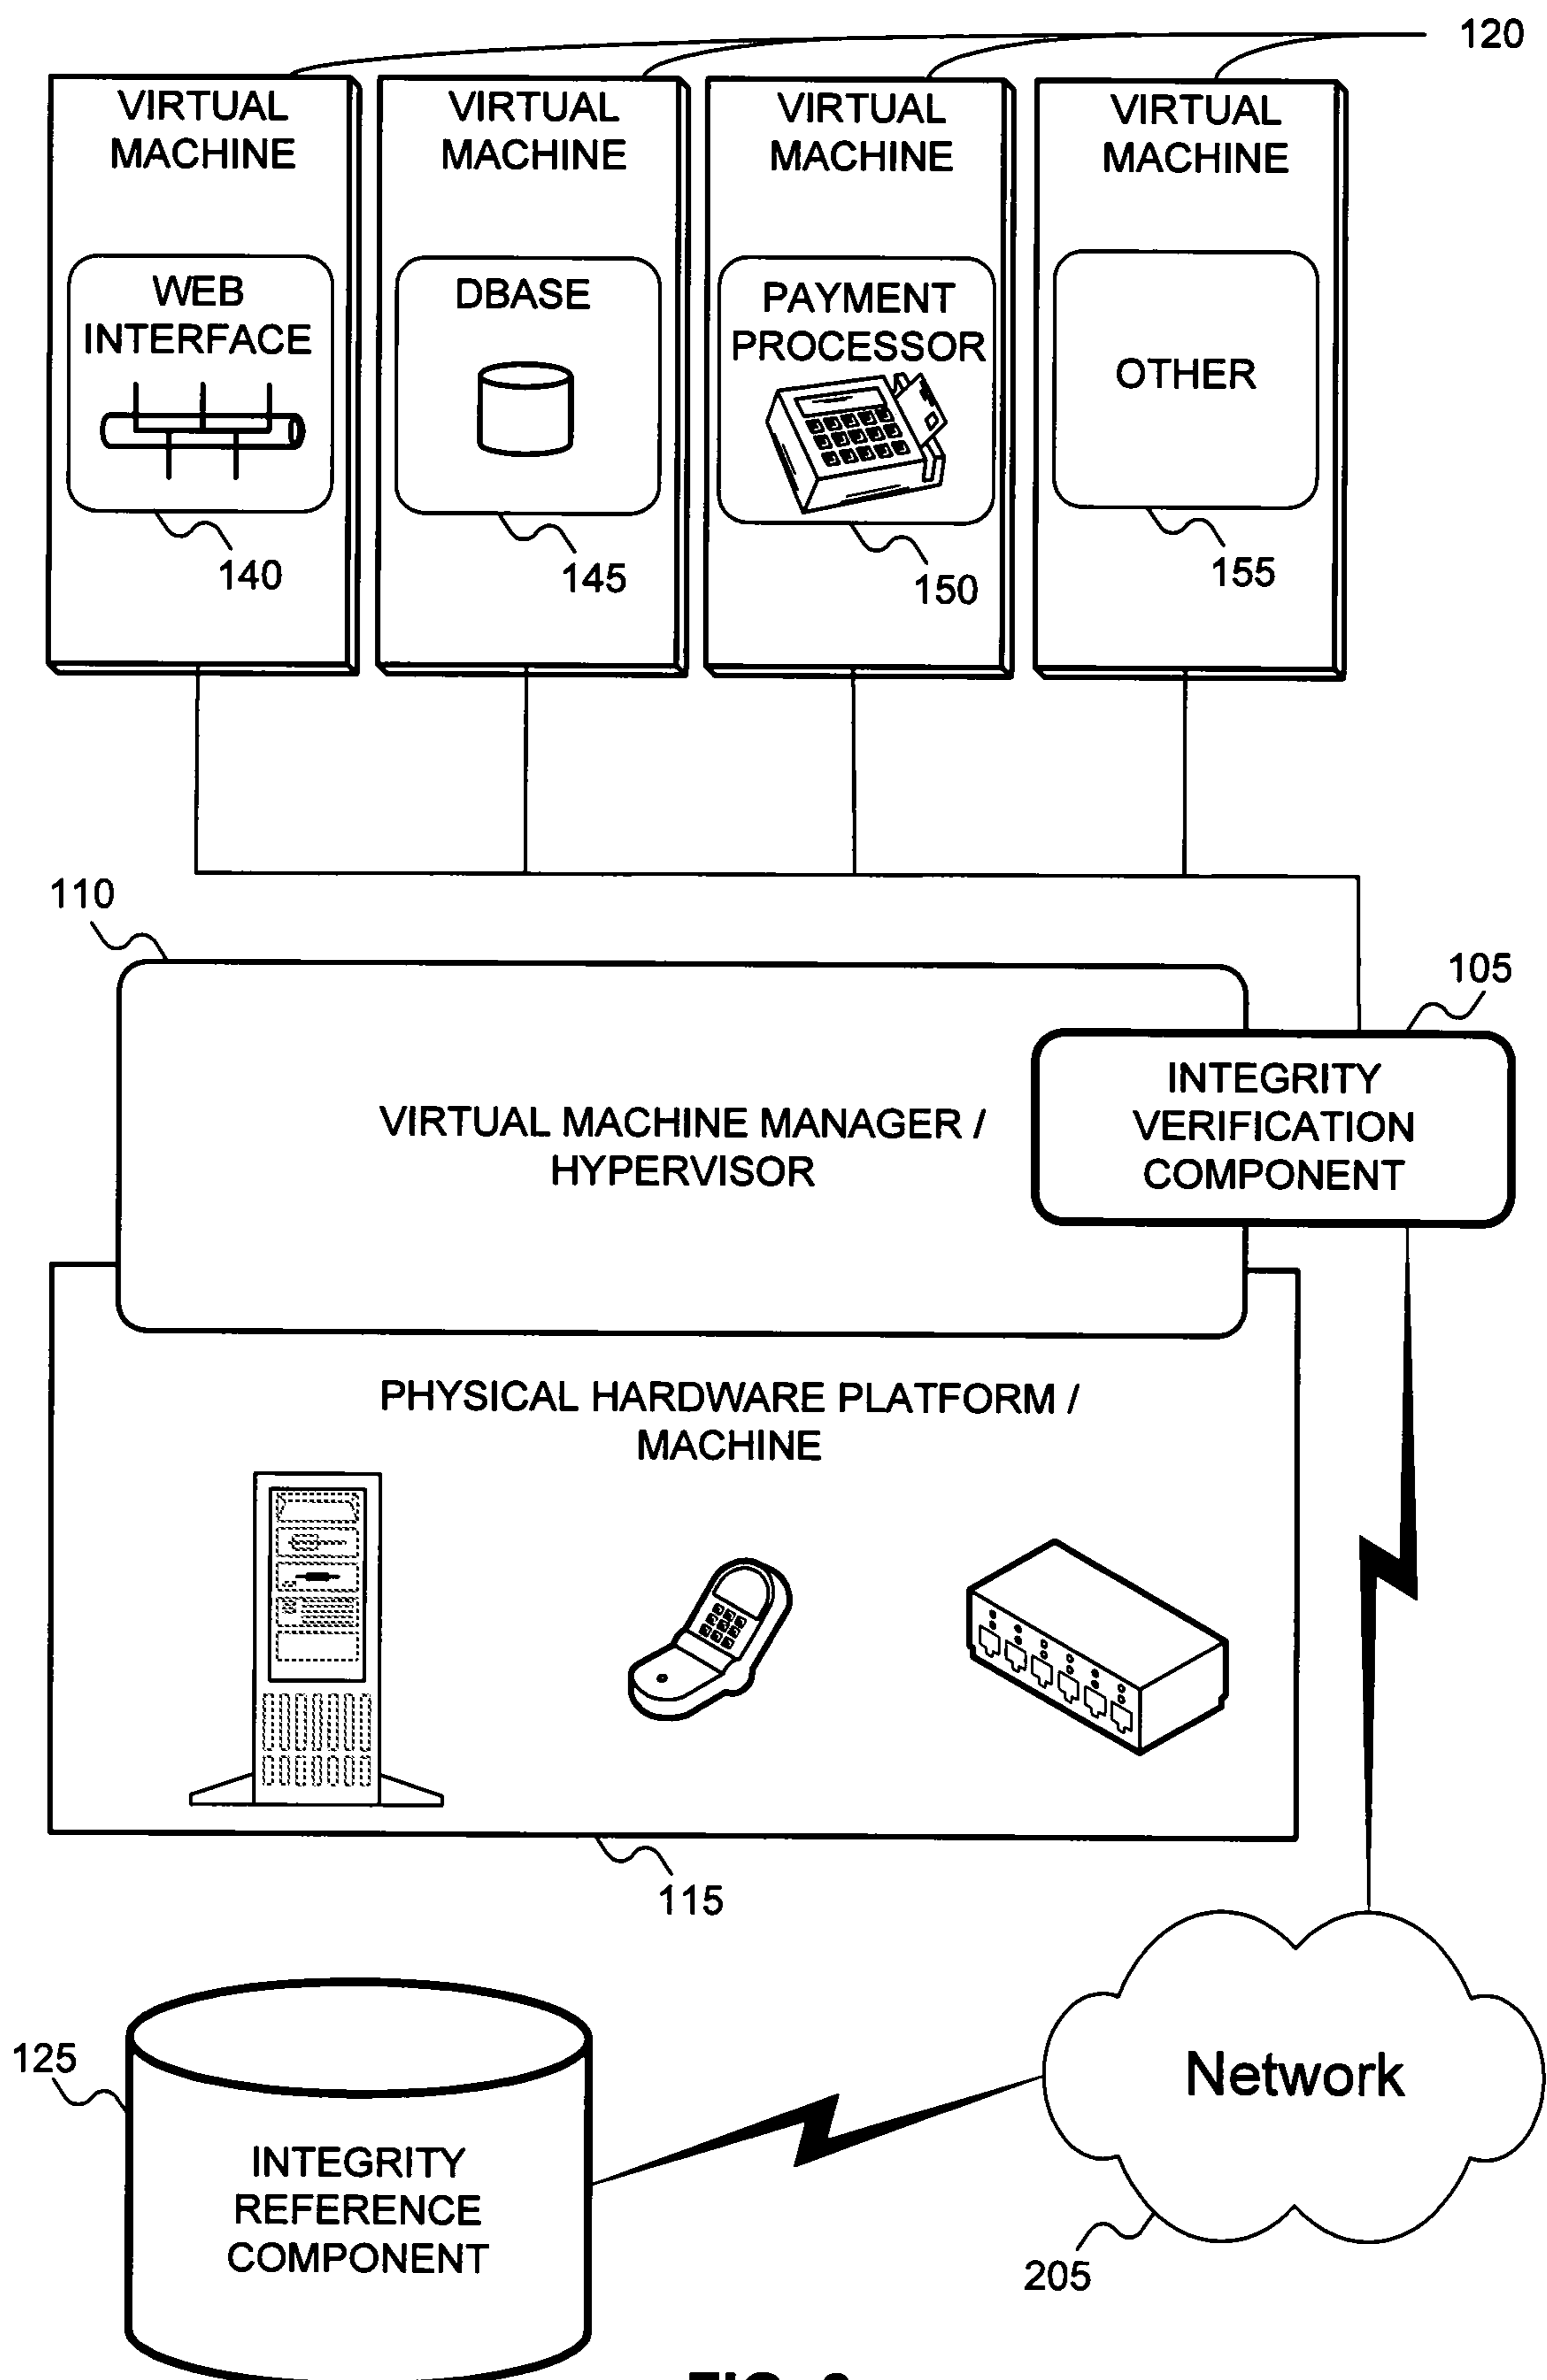 120
VIRTUAL
MACHINE
VIRTUAL
MACHINE
VIRTUAL
MACHINE
VIRTUAL
MACHINE
WEB
INTERFACE
DBASE
PAYMENT
PROCESSOR
OTHER
140
145
150
155
110
105
VIRTUAL MACHINE MANAGER /
HYPERVISOR
INTEGRITY
VERIFICATION
COMPONENT
PHYSICAL HARDWARE PLATFORM /
MACHINE
115
125
INTEGRITY
REFERENCE
COMPONENT
Network
205